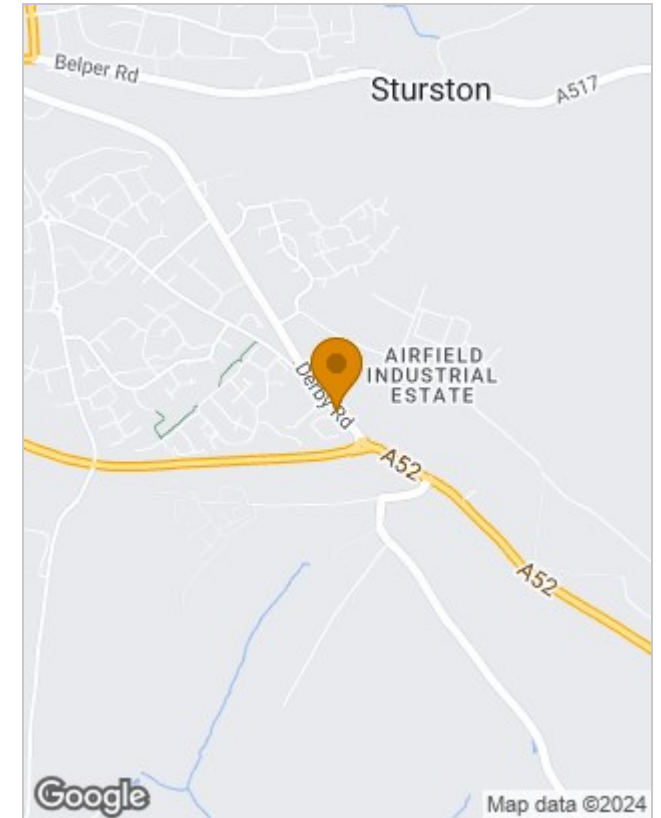 Belper Rd
Sturston
A517
AIRFIELD
INDUSTRIAL
ESTATE
Derby Rd
A52
A52
Google
Map data ©2024